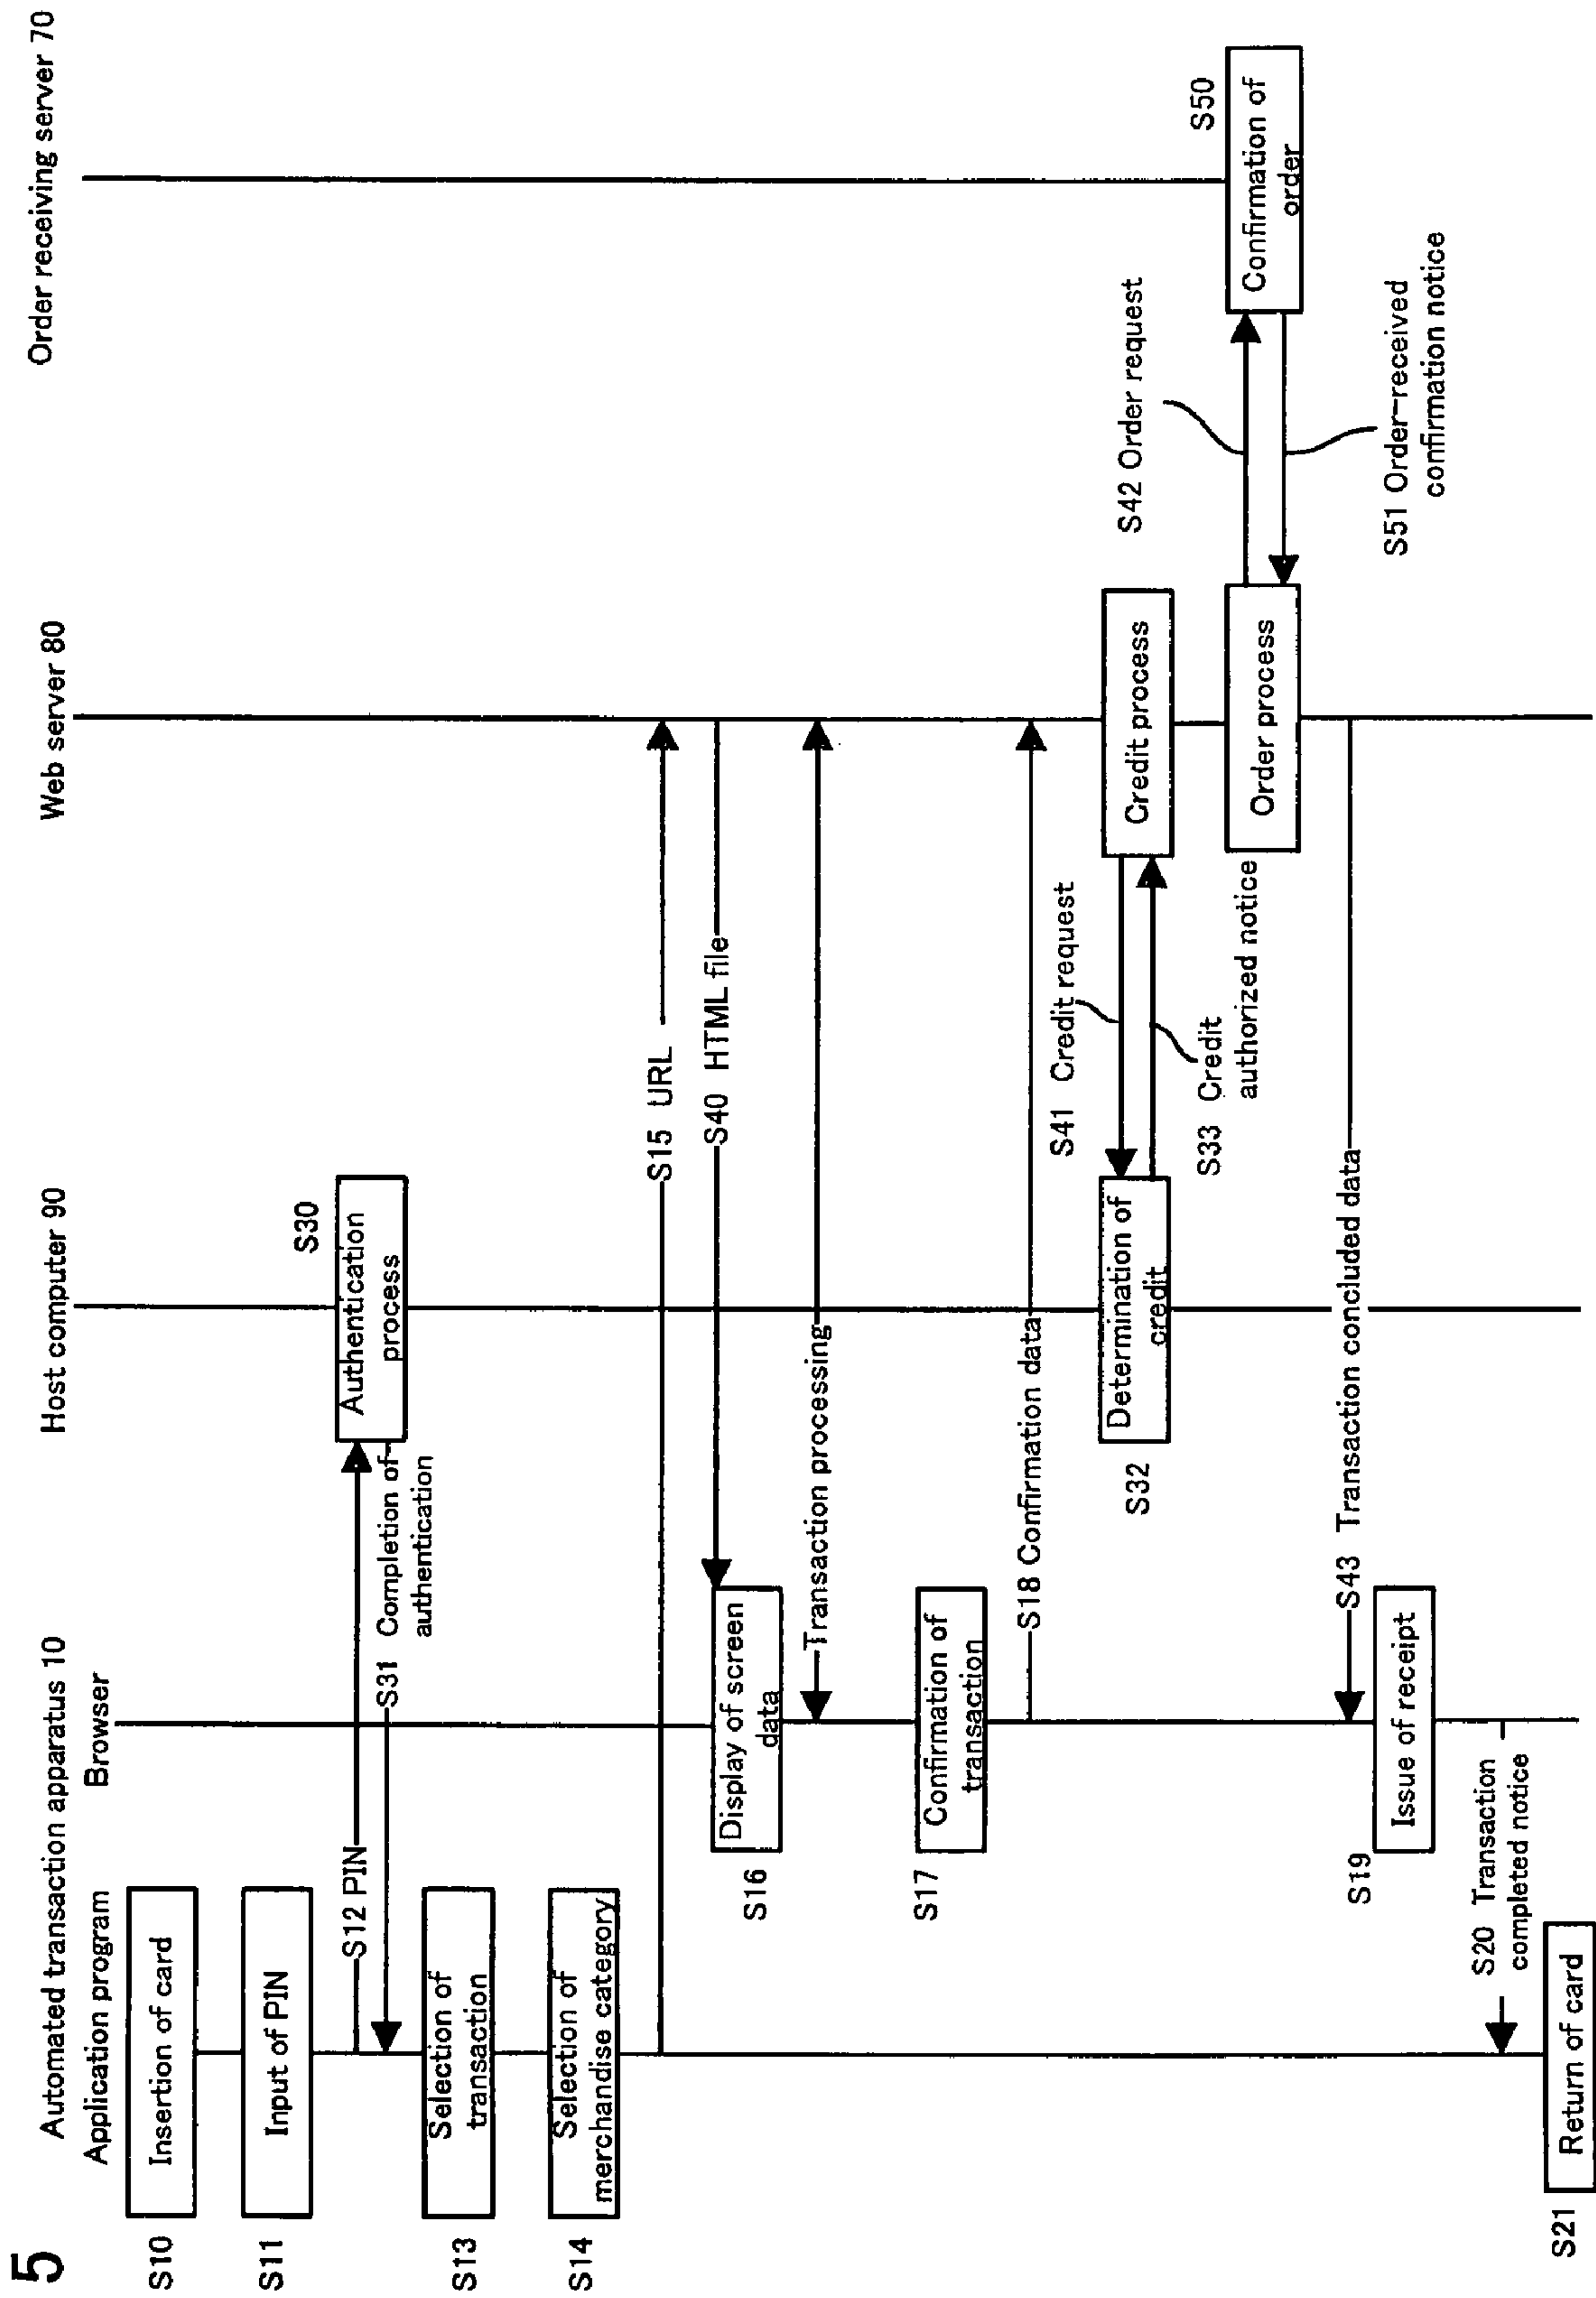 5
Automated transaction apparatus 10
Host computer 90
Web server 80
Order receiving server 70
Application program
Browser
S10
Insertion of card
S11
Input of PIN
S30
Authentication
process
S12 PIN
S31 Completion of
authentication
S13
Selection of
transaction
S14
Selection of
merchandise category
S15 URL
S40 HTML file
S16
Display of screen
data
Transaction processing
S17
Confirmation of
transaction
S18 Confirmation data
S41 Credit request
Credit process
S32
Determination of
credit
S33 Credit
authorized notice
S42 Order request
S50
Order process
Confirmation of
order
S51 Order-received
confirmation notice
S43 Transaction concluded data
S19
Issue of receipt
S20 Transaction
completed notice
S21
Return of card